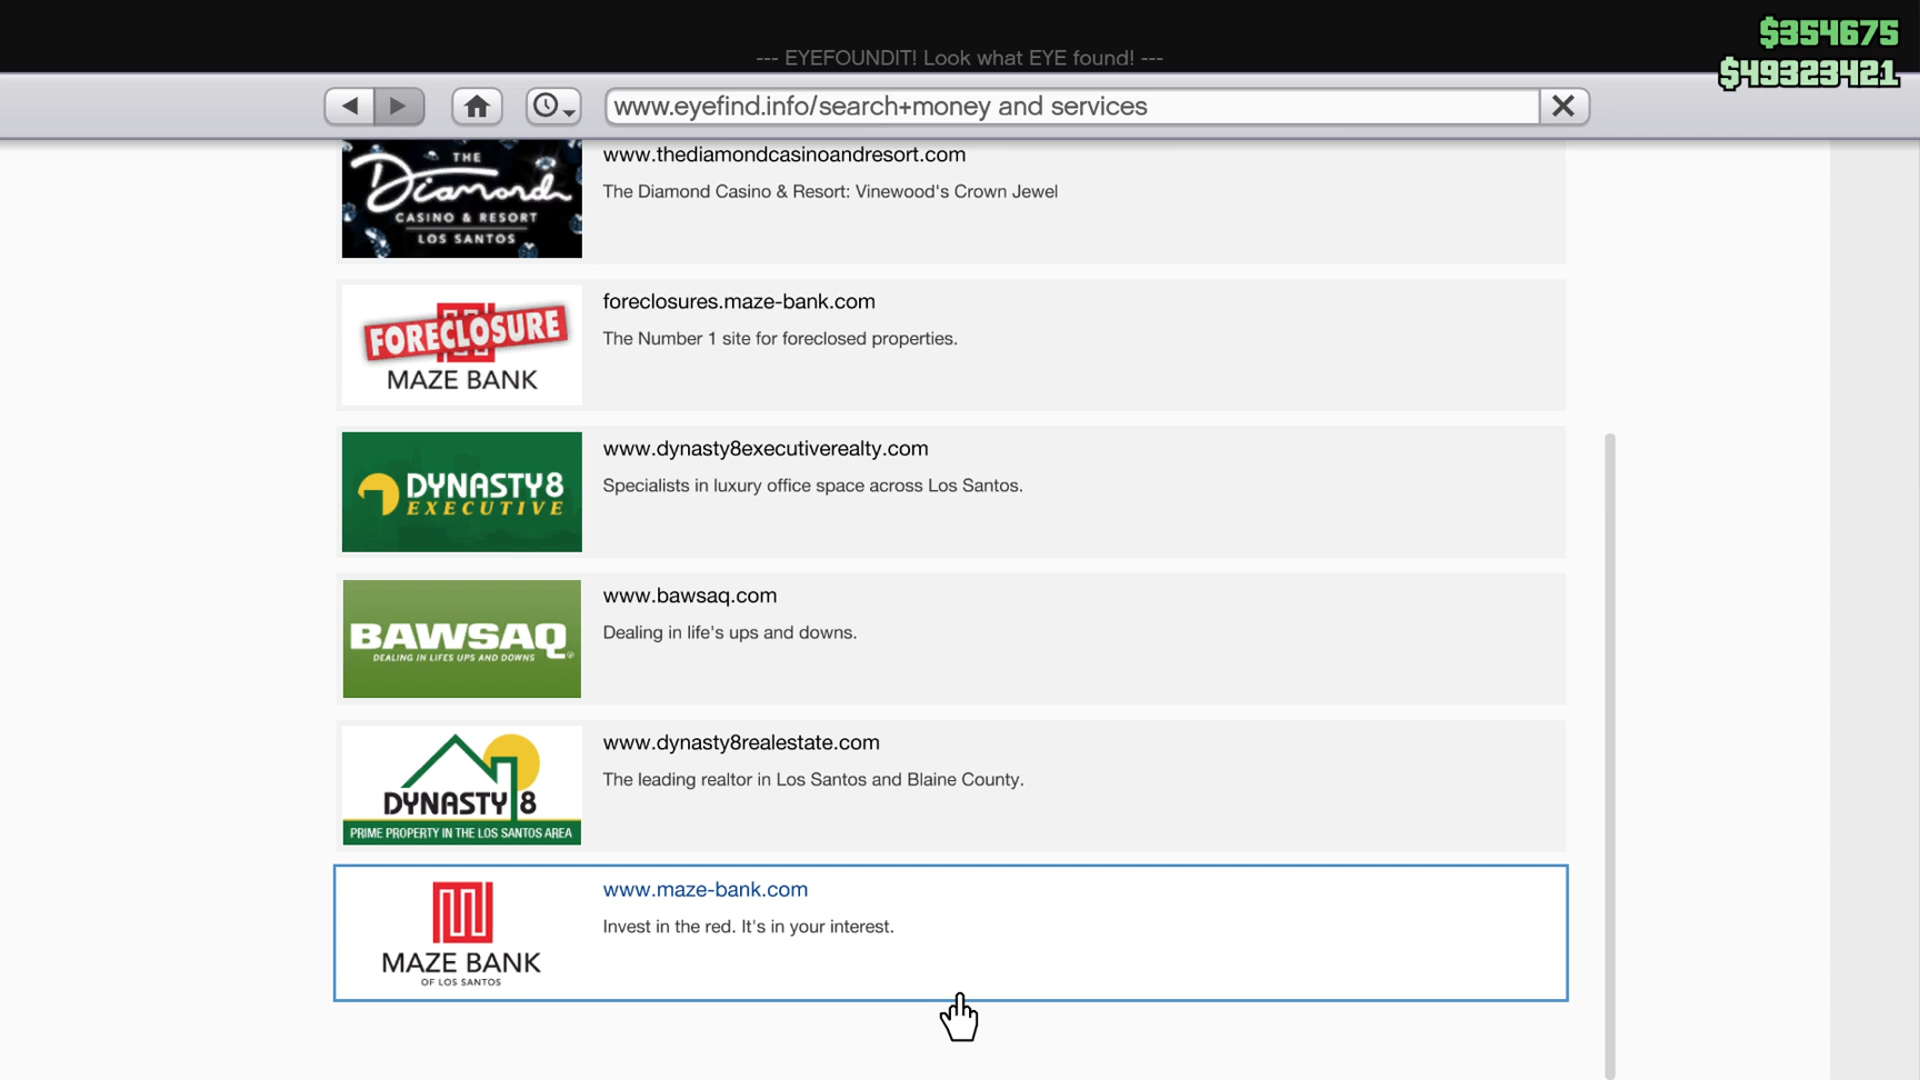 $354675
--- EYEFOUNDIT! Look what EYE found! ---
$49323421
www.eyefind.info/search+money and services
THE
Diamond
CASINO & RESORT
LOS SANTOS
www.thediamondcasinoandresort.com
The Diamond Casino & Resort: Vinewood's Crown Jewel
FORECLOSURE
MAZE BANK
foreclosures.maze-bank.com
The Number 1 site for foreclosed properties.
DYNASTY8
EXECUTIVE
www.dynasty8executiverealty.com
Specialists in luxury office space across Los Santos.
BAWSAQ
DEALING IN LIFES UPS AND DOWNS
www.bawsaq.com
Dealing in life's ups and downs.
DYNASTY 8
PRIME PROPERTY IN THE LOS SANTOS AREA
www.dynasty8realestate.com
The leading realtor in Los Santos and Blaine County.
MAZE BANK
OF LOS SANTOS
www.maze-bank.com
Invest in the red. It's in your interest.